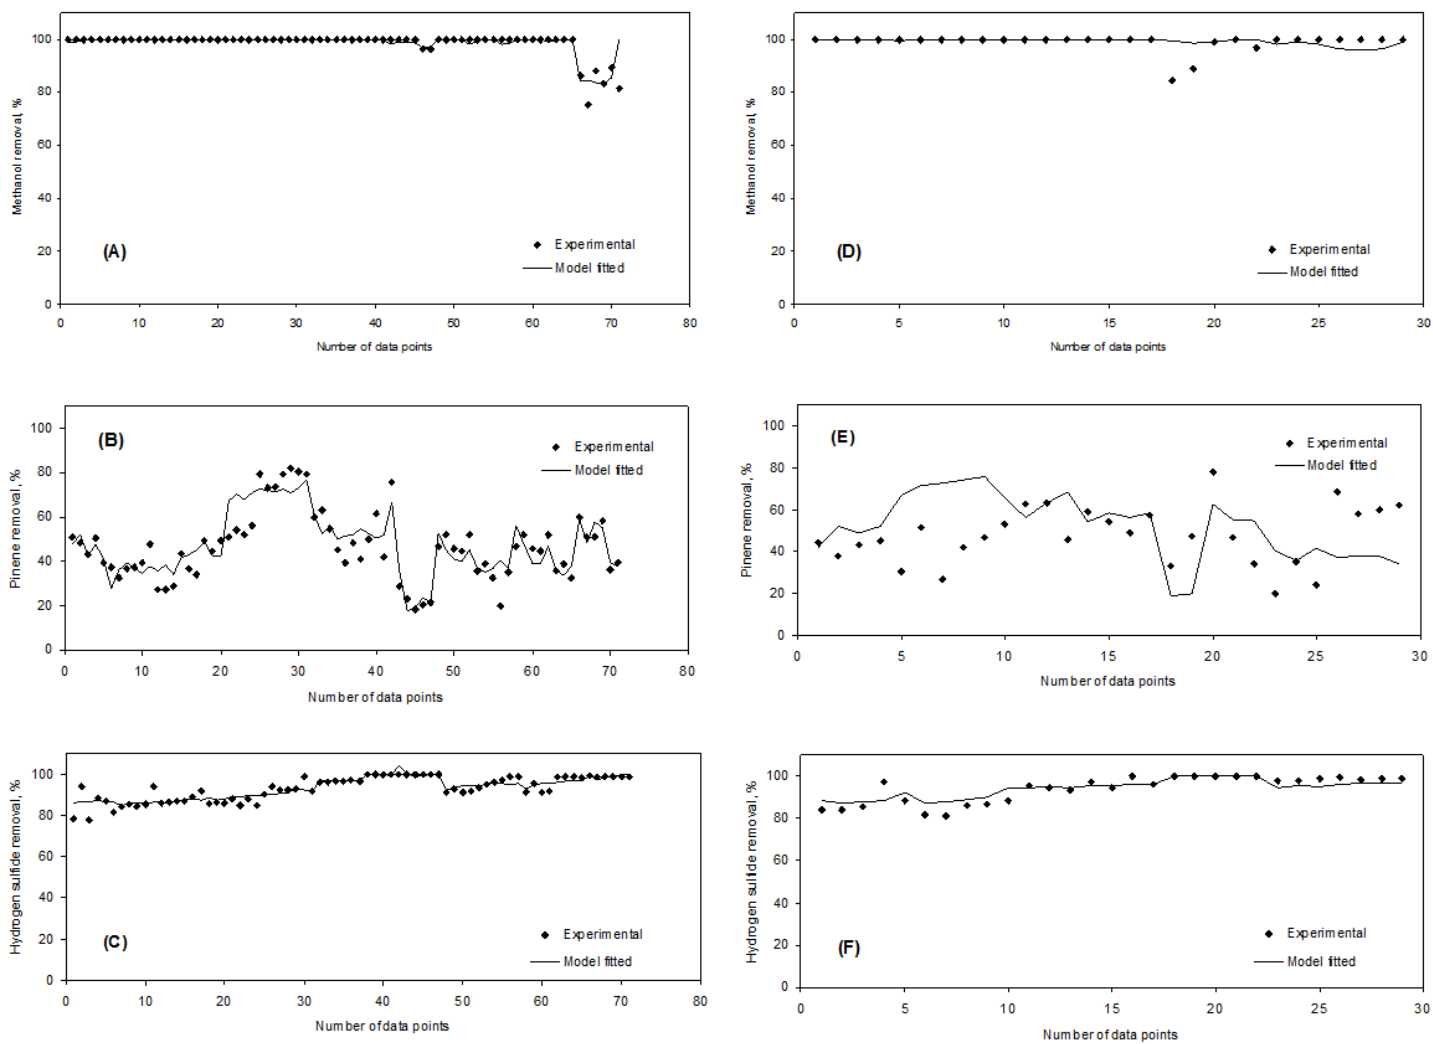 100
80
60
40
20
0
Methanol removal, %
(A)
Experimental
Model fitted
0 10 20 30 40 50 60 70 80
Number of data points
100
80
60
40
20
0
Methanol removal, %
(D)
Experimental
Model fitted
0 5 10 15 20 25 30
Number of data points
100
80
60
40
20
0
Pinene removal, %
(B)
Experimental
Model fitted
0 10 20 30 40 50 60 70 80
Number of data points
100
80
60
40
20
0
Pinene removal, %
(E)
Experimental
Model fitted
0 5 10 15 20 25 30
Number of data points
100
80
60
40
20
0
Hydrogen sulfide removal, %
(C)
Experimental
Model fitted
0 10 20 30 40 50 60 70 80
Number of data points
100
80
60
40
20
0
Hydrogen sulfide removal, %
(F)
Experimental
Model fitted
0 5 10 15 20 25 30
Number of data points